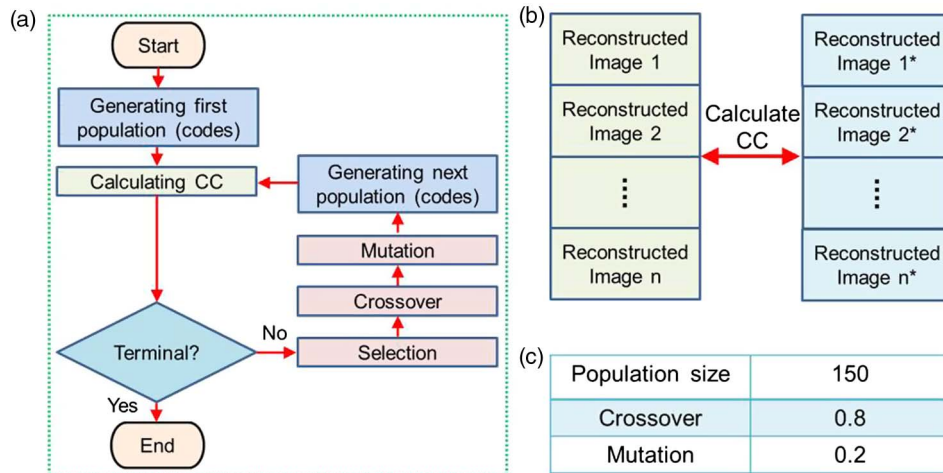 (a)
Start
Generating first
population (codes)
Calculating CC
Generating next
population (codes)
Mutation
Crossover
Selection
Terminal?
No
Yes
End
(b)
Reconstructed
Image 1
Reconstructed
Image 2
⋮
Reconstructed
Image n
Calculate
CC
Reconstructed
Image 1*
Reconstructed
Image 2*
⋮
Reconstructed
Image n*
(c)
Population size 150
Crossover 0.8
Mutation 0.2